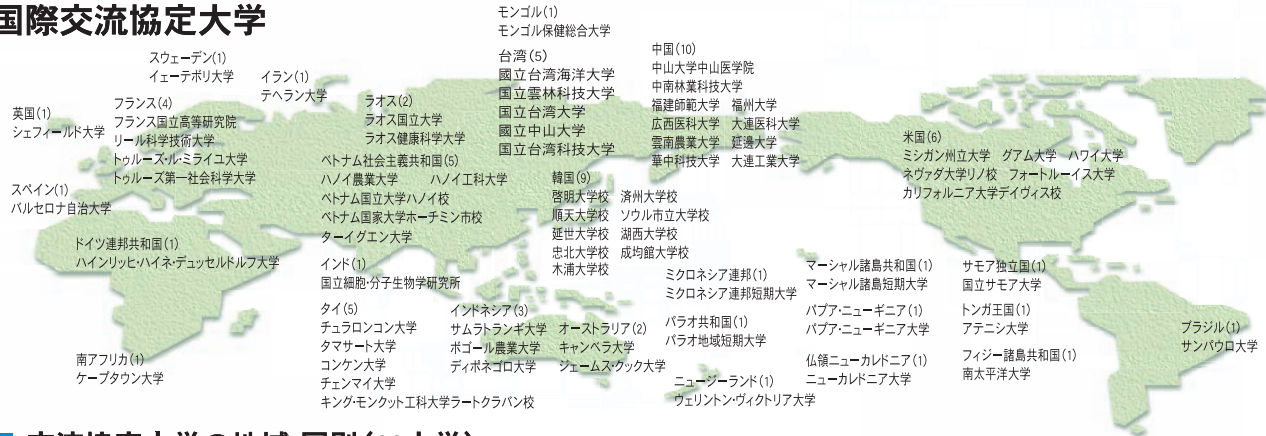 国際交流協定大学
モンゴル(1)
モンゴル保健総合大学
スウェーデン(1)
イェーテボリ大学
イラン(1)
テヘラン大学
台湾(5)
國立台湾海洋大学
国立雲林科技大学
国立台湾大学
國立中山大学
国立台湾科技大学
中国(10)
中山大学中山医学院
中南林業科技大学
福建師範大学 福州大学
広西医科大学 大連医科大学
雲南農業大学 延邊大学
華中科技大学 大連工業大学
英国(1)
シェフィールド大学
フランス(4)
フランス国立高等研究院
リール科学技術大学
トゥルーズ・ル・ミライユ大学
トゥルーズ第一社会科学大学
ラオス(2)
ラオス国立大学
ラオス健康科学大学
米国(6)
ミシガン州立大学 グアム大学 ハワイ大学
ネヴァダ大学リノ校 フォートルーイス大学
カリフォルニア大学デイヴィス校
ベトナム社会主義共和国(5)
ハノイ農業大学 ハノイ工科大学
ベトナム国立大学ハノイ校
ベトナム国家大学ホーチミン市校
ターイグエン大学
韓国(9)
啓明大学校 済州大学校
順天大学校 ソウル市立大学校
延世大学校 湖西大学校
忠北大学校 成均館大学校
木浦大学校
スペイン(1)
バルセロナ自治大学
ドイツ連邦共和国(1)
ハインリッヒ・ハイネ・デュッセルドルフ大学
インド(1)
国立細胞・分子生物学研究所
ミクロネシア連邦(1)
ミクロネシア連邦短期大学
マーシャル諸島共和国(1)
マーシャル諸島短期大学
サモア独立国(1)
国立サモア大学
タイ(5)
チュラロンコン大学
タマサート大学
コンケン大学
チェンマイ大学
キング・モンクット工科大学ラートクラバン校
インドネシア(3)
サムラトランギ大学
ボゴール農業大学
ディポネゴロ大学
オーストラリア(2)
キャンベラ大学
ジェームス・クック大学
パラオ共和国(1)
パラオ地域短期大学
パプア・ニューギニア(1)
パプア・ニューギニア大学
トンガ王国(1)
アテニシ大学
ブラジル(1)
サンパウロ大学
南アフリカ(1)
ケープタウン大学
ニュージーランド(1)
ウェリントン・ヴィクトリア大学
仏領ニューカレドニア(1)
ニューカレドニア大学
フィジー諸島共和国(1)
南太平洋大学